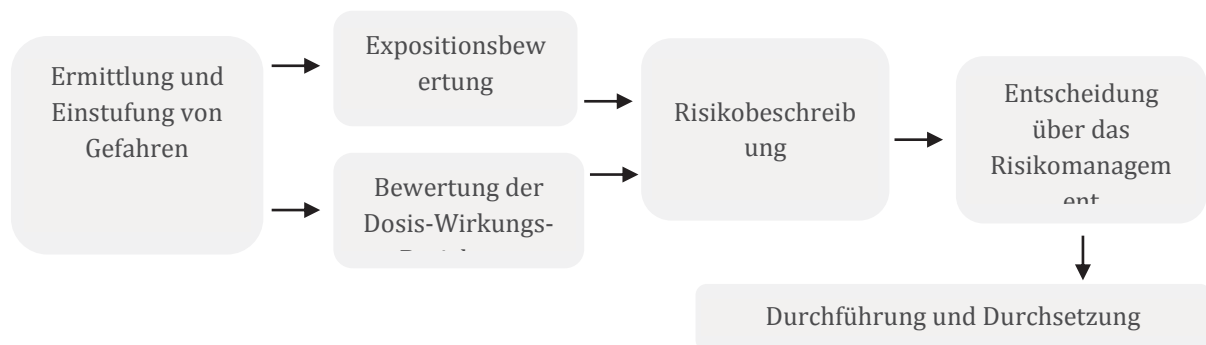 Ermittlung und
Einstufung von
Gefahren
Expositionsbew
ertung
Bewertung der
Dosis-Wirkungs-
Risikobeschreib
ung
Entscheidung
über das
Risikomanagem
ent
Durchführung und Durchsetzung